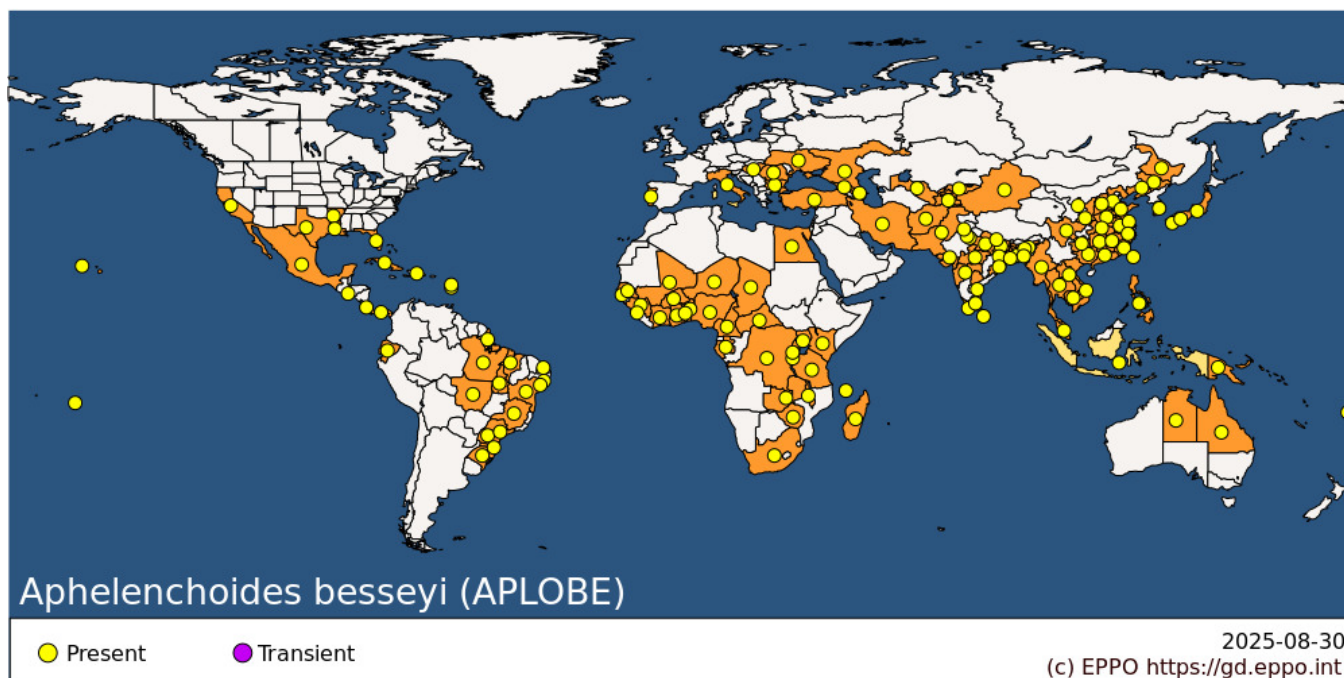 Aphelenchoides besseyi (APLOBE)
Present
Transient
2025-08-30
(c) EPPO https://gd.eppo.int